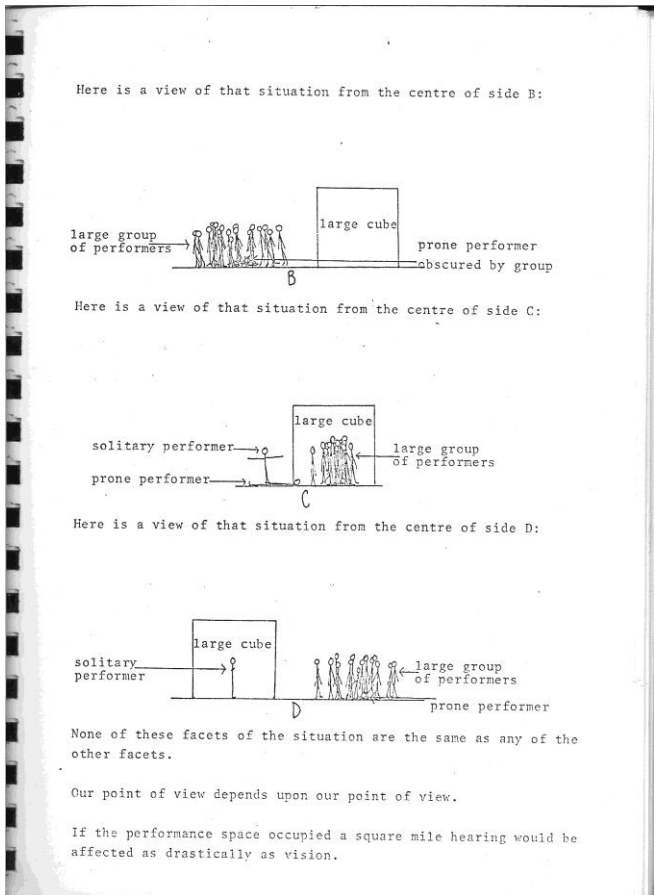 Here is a view of that situation from the centre of side B:
large group
of performers
large cube
prone performer
obscured by group
B
Here is a view of that situation from the centre of side C:
large cube
solitary performer
large group
of performers
prone performer
C
Here is a view of that situation from the centre of side D:
large cube
solitary
performer
large group
of performers
prone performer
D
None of these facets of the situation are the same as any of the
other facets.
Our point of view depends upon our point of view.
If the performance space occupied a square mile hearing would be
affected as drastically as vision.